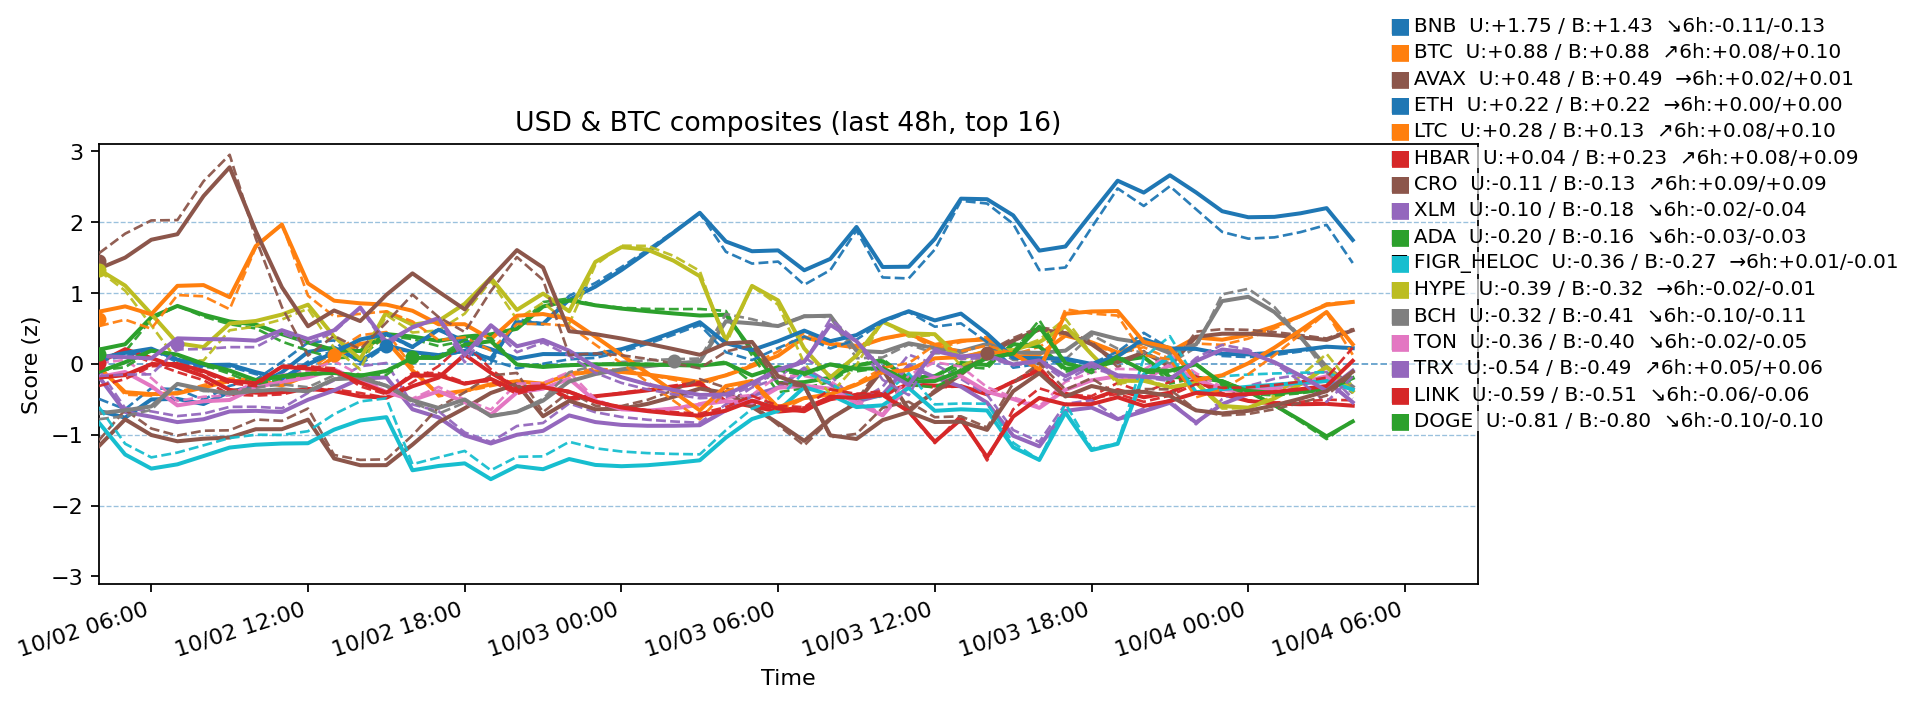 BNB  U:+1.75 / B:+1.43  ↘6h:-0.11/-0.13
BTC  U:+0.88 / B:+0.88  ↗6h:+0.08/+0.10
AVAX  U:+0.48 / B:+0.49  →6h:+0.02/+0.01
ETH  U:+0.22 / B:+0.22  →6h:+0.00/+0.00
LTC  U:+0.28 / B:+0.13  ↗6h:+0.08/+0.10
HBAR  U:+0.04 / B:+0.23  ↗6h:+0.08/+0.09
CRO  U:-0.11 / B:-0.13  ↗6h:+0.09/+0.09
XLM  U:-0.10 / B:-0.18  ↘6h:-0.02/-0.04
ADA  U:-0.20 / B:-0.16  ↘6h:-0.03/-0.03
FIGR_HELOC  U:-0.36 / B:-0.27  →6h:+0.01/-0.01
HYPE  U:-0.39 / B:-0.32  →6h:-0.02/-0.01
BCH  U:-0.32 / B:-0.41  ↘6h:-0.10/-0.11
TON  U:-0.36 / B:-0.40  ↘6h:-0.02/-0.05
TRX  U:-0.54 / B:-0.49  ↗6h:+0.05/+0.06
LINK  U:-0.59 / B:-0.51  ↘6h:-0.06/-0.06
DOGE  U:-0.81 / B:-0.80  ↘6h:-0.10/-0.10
USD & BTC composites (last 48h, top 16)
Score (z)
3
2
1
0
−1
−2
−3
10/02 06:00
10/02 12:00
10/02 18:00
10/03 00:00
10/03 06:00
10/03 12:00
10/03 18:00
10/04 00:00
10/04 06:00
Time